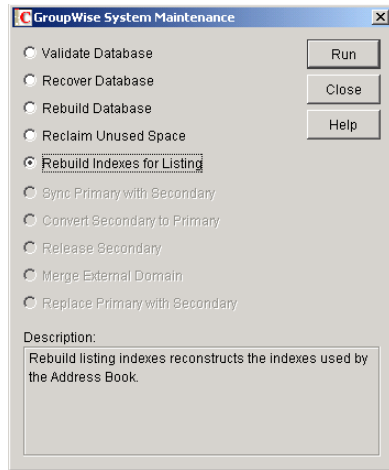 GroupWise System Maintenance
Validate Database
Run
Recover Database
Close
Rebuild Database
Help
Reclaim Unused Space
Rebuild Indexes for Listing
Sync Primary with Secondary
Convert Secondary to Primary
Release Secondary
Merge External Domain
Replace Primary with Secondary
Description:
Rebuild listing indexes reconstructs the indexes used by
the Address Book.